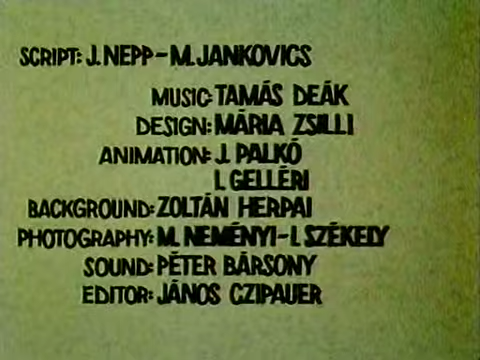 SCRIPT: J. NEPP - M. JANKOVICS
MUSIC: TAMÁS DEÁK
DESIGN: MÁRIA ZSILLI
ANIMATION: J. PALKÓ
I. GELLÉRI
BACKGROUND: ZOLTÁN HERPAI
PHOTOGRAPHY: M. NEMÉNYI - I. SZÉKELY
SOUND: PÉTER BÁRSONY
EDITOR: JÁNOS CZIPAUER